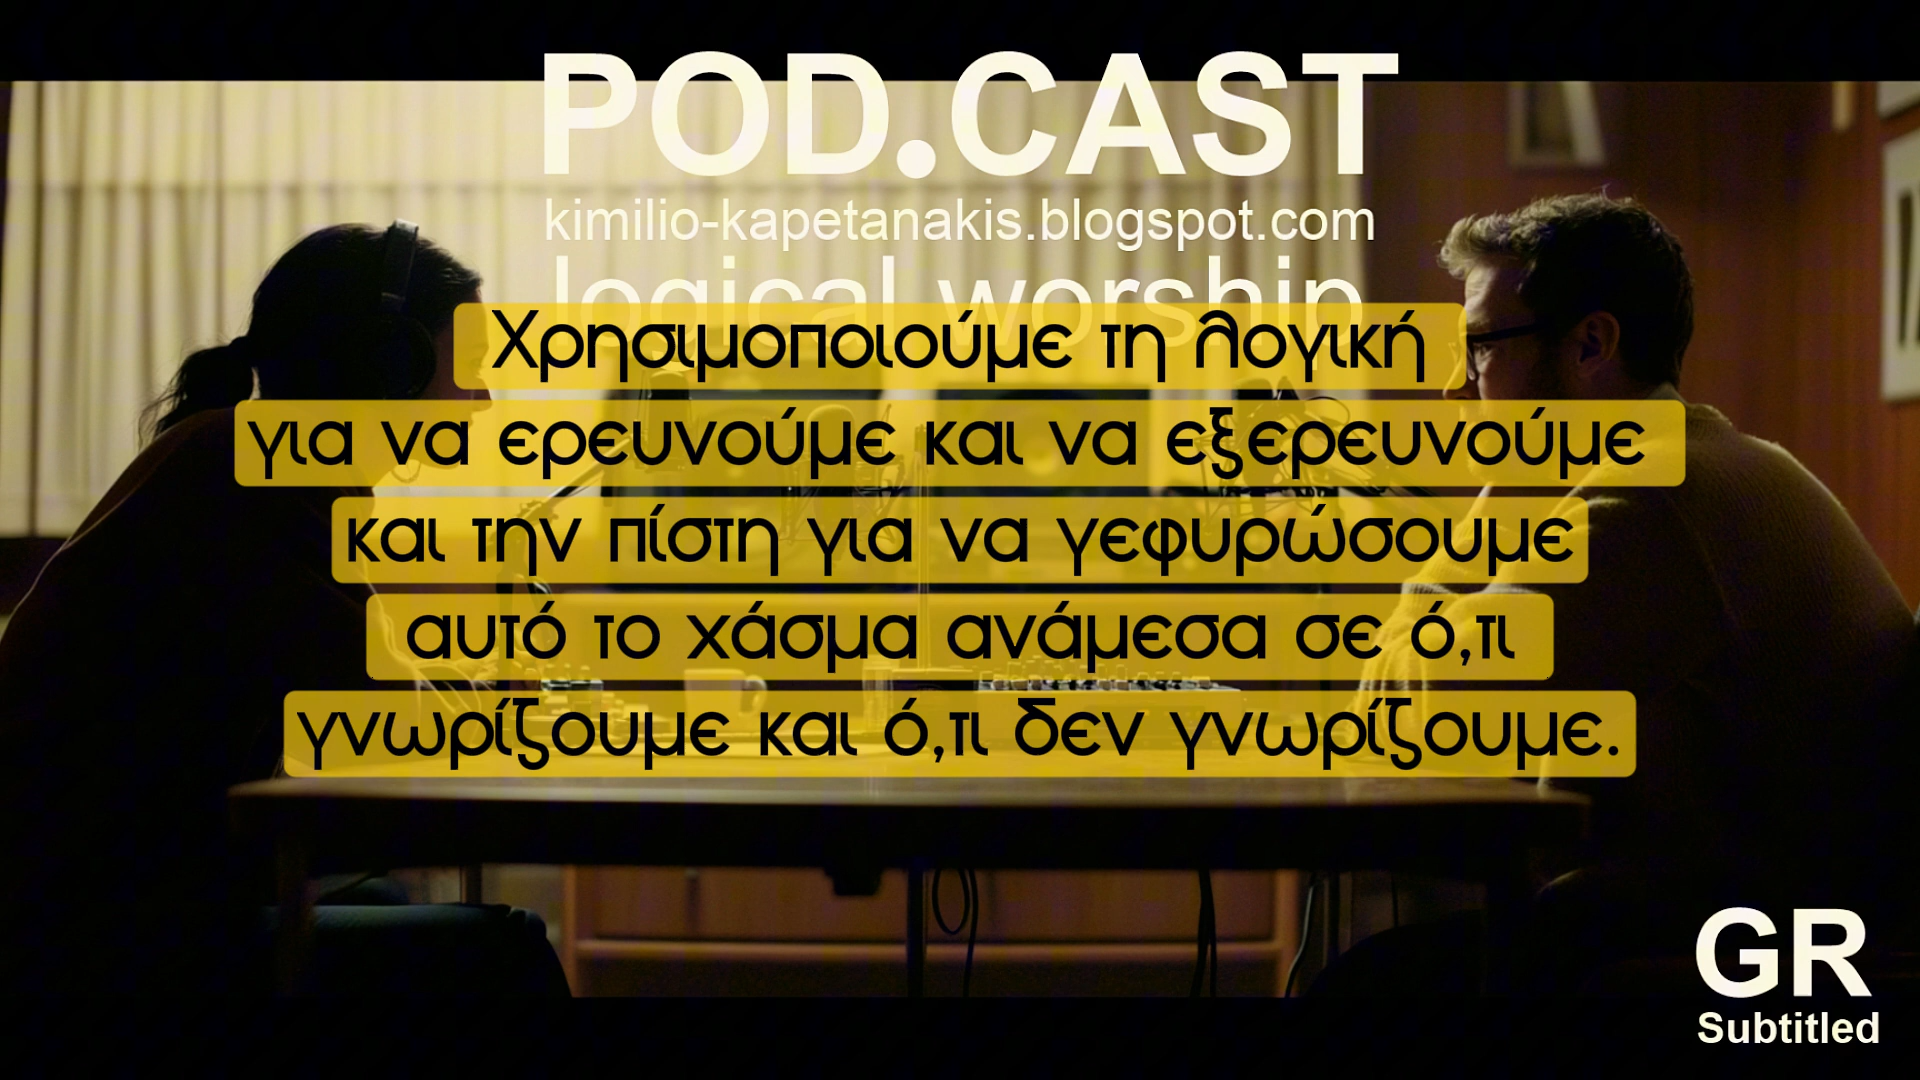 POD.CAST
kimilio-kapetanakis.blogspot.com
logical worship
Χρησιμοποιούμε τη λογική
για να ερευνούμε και να εξερευνούμε
και την πίστη για να γεφυρώσουμε
αυτό το χάσμα ανάμεσα σε ό,τι
γνωρίζουμε και ό,τι δεν γνωρίζουμε.
GR
Subtitled